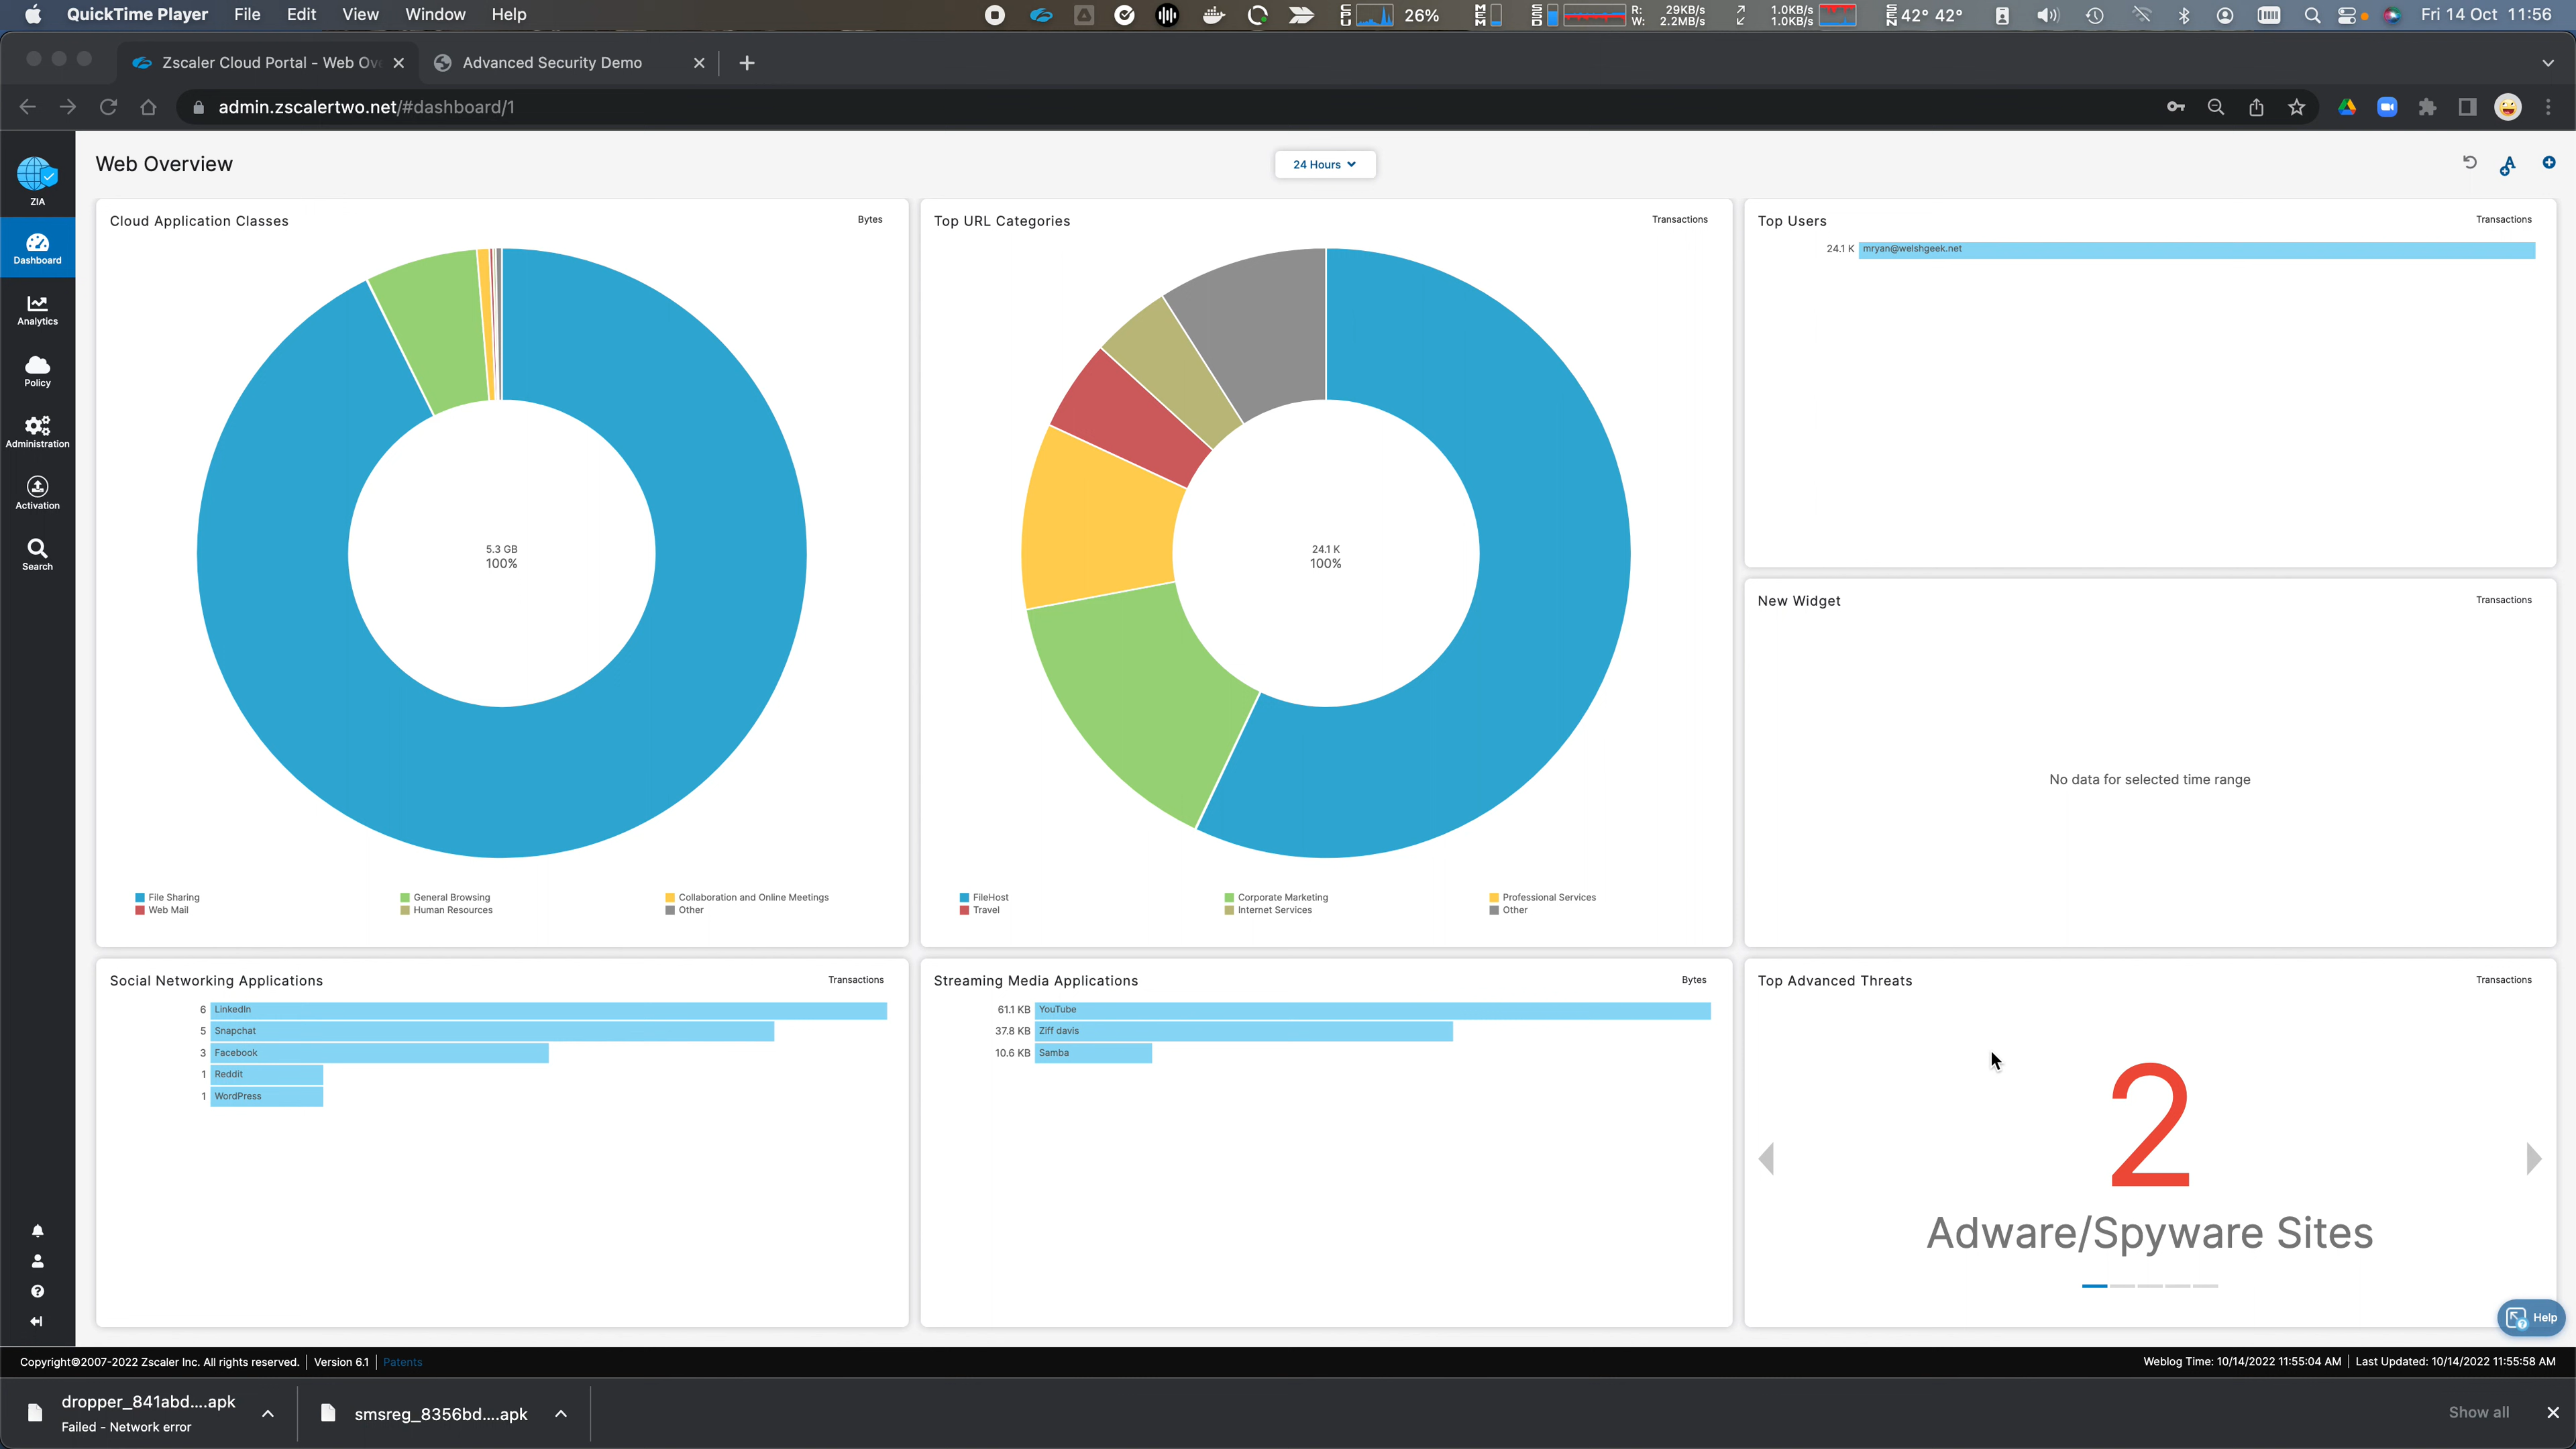 QuickTime Player File Edit View Window Help
CPU 26% MEM SSD R: 29KB/s W: 2.2MB/s 1.0KB/s 1.0KB/s SEN 42° 42° Fri 14 Oct 11:56
Zscaler Cloud Portal - Web Ov Advanced Security Demo
admin.zscalertwo.net/#dashboard/1
ZIA
Dashboard
Analytics
Policy
Administration
Activation
Search
Web Overview
24 Hours
A
Cloud Application Classes
Bytes
5.3 GB
100%
File Sharing
General Browsing
Collaboration and Online Meetings
Web Mail
Human Resources
Other
Top URL Categories
Transactions
24.1 K
100%
FileHost
Corporate Marketing
Professional Services
Travel
Internet Services
Other
Top Users
Transactions
24.1 K mryan@welshgeek.net
New Widget
Transactions
No data for selected time range
Social Networking Applications
Transactions
6 LinkedIn
5 Snapchat
3 Facebook
1 Reddit
1 WordPress
Streaming Media Applications
Bytes
61.1 KB YouTube
37.8 KB Ziff davis
10.6 KB Samba
Top Advanced Threats
Transactions
2
Adware/Spyware Sites
Help
Copyright©2007-2022 Zscaler Inc. All rights reserved. | Version 6.1 | Patents
Weblog Time: 10/14/2022 11:55:04 AM | Last Updated: 10/14/2022 11:55:58 AM
dropper_841abd....apk
Failed - Network error
smsreg_8356bd....apk
Show all